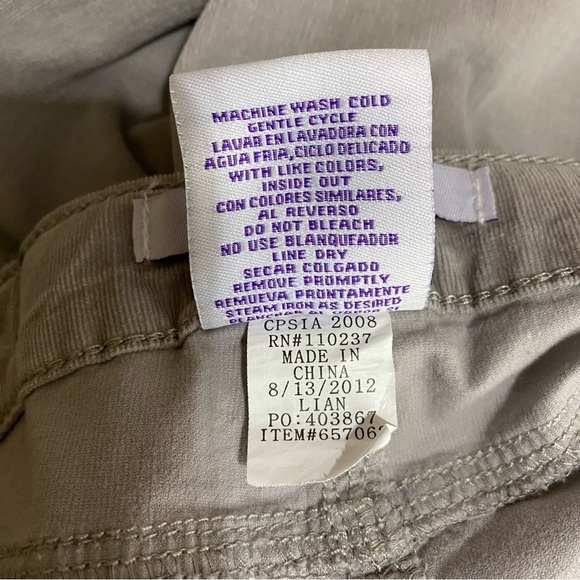 MACHINE WASH COLD
GENTLE CYCLE
LAVAR EN LAVADORA CON
AGUA FRIA,CICLO DELICADO
WITH LIKE COLORS,
INSIDE OUT
CON COLORES SIMILARES,
AL REVERSO
DO NOT BLEACH
NO USE BLANQUEADOR
LINE DRY
SECAR COLGADO
REMOVE PROMPTLY
REMUEVA PRONTAMENTE
STEAM IRON AS DESIRED
CPSIA 2008
RN#110237
MADE IN
CHINA
8/13/2012
LIAN
PO:403867
ITEM#65706